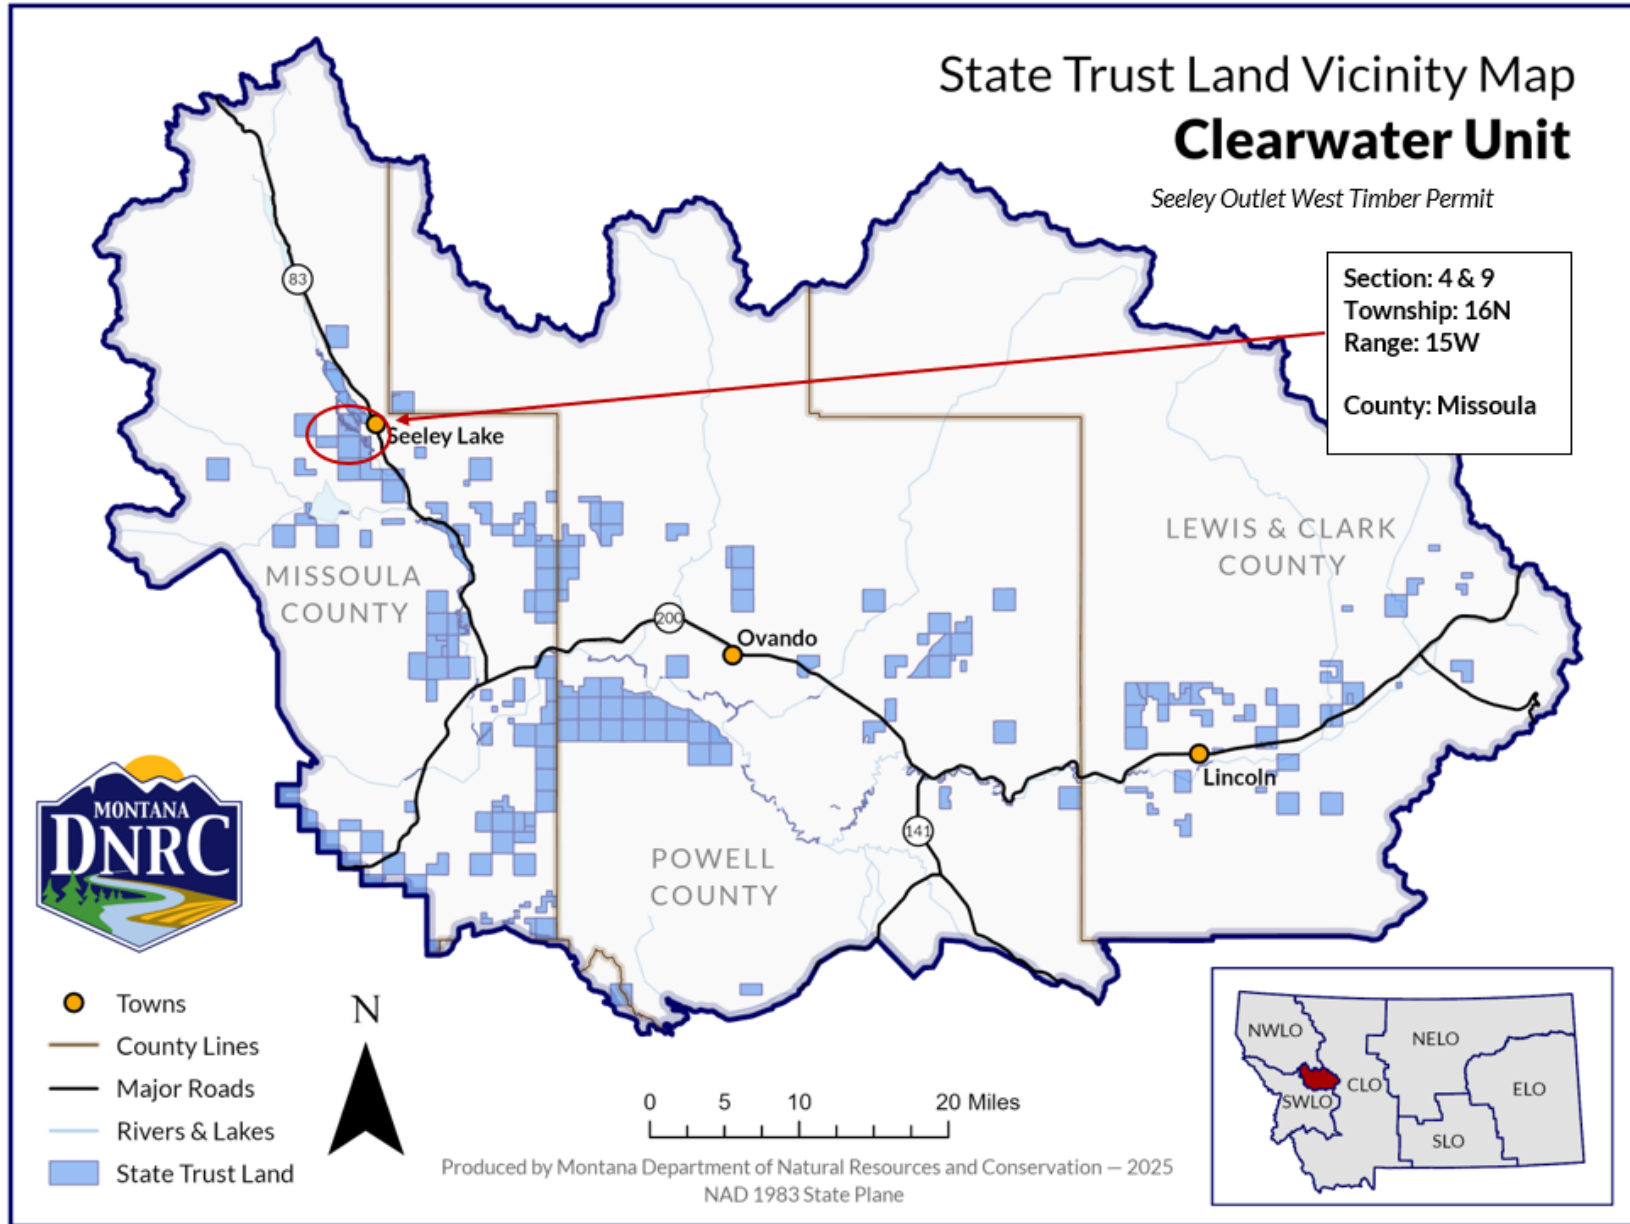 State Trust Land Vicinity Map
Clearwater Unit
Seeley Outlet West Timber Permit
Section: 4 & 9
Township: 16N
Range: 15W
County: Missoula
83
Seeley Lake
MISSOULA
COUNTY
LEWIS & CLARK
COUNTY
200
Ovando
Lincoln
141
POWELL
COUNTY
MONTANA
DNRC
Towns
County Lines
Major Roads
Rivers & Lakes
State Trust Land
N
0 5 10 20 Miles
Produced by Montana Department of Natural Resources and Conservation — 2025
NAD 1983 State Plane
NWLO
NELO
CLO
SWLO
ELO
SLO